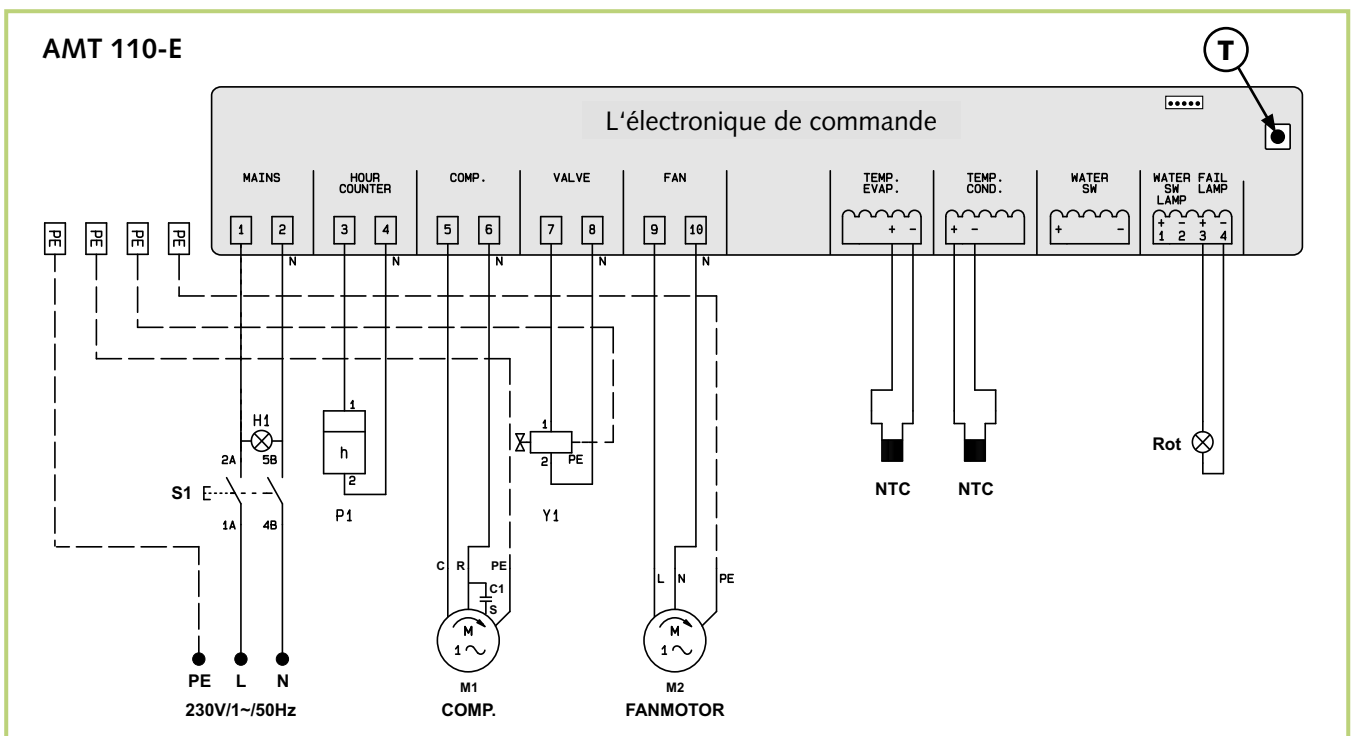 AMT 110-E
T
L‘électronique de commande
MAINS
HOUR
COUNTER
COMP.
VALVE
FAN
TEMP.
EVAP.
TEMP.
COND.
WATER
SW
WATER FAIL
SW LAMP
LAMP
PE PE PE PE
1 2 3 4 5 6 7 8 9 10
+ -
+ -
+ -
+ - + -
1 2 3 4
N N N N N
H1
2A 5B
S1
1A 4B
1
h
2
P1
1
2 PE
Y1
NTC NTC
Rot
C R PE
C1
S
M
1~
L N PE
M
1~
PE L N
230V/1~/50Hz
M1
COMP.
M2
FANMOTOR